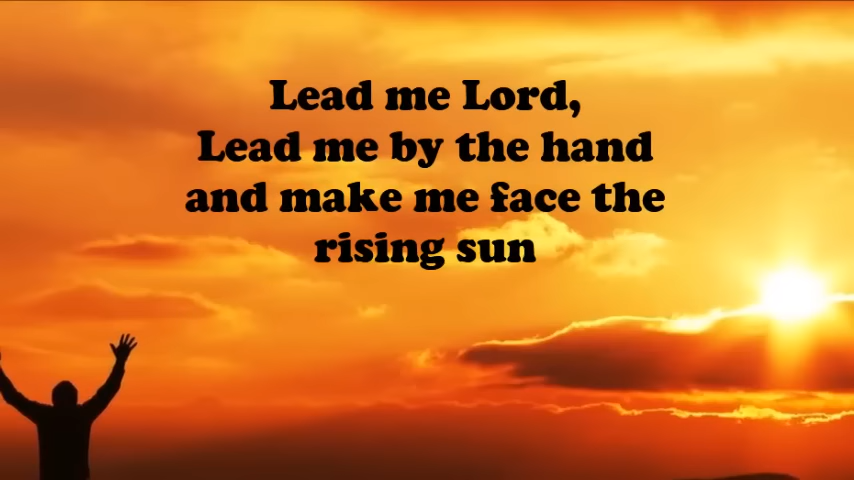 Lead me Lord,
Lead me by the hand
and make me face the
rising sun